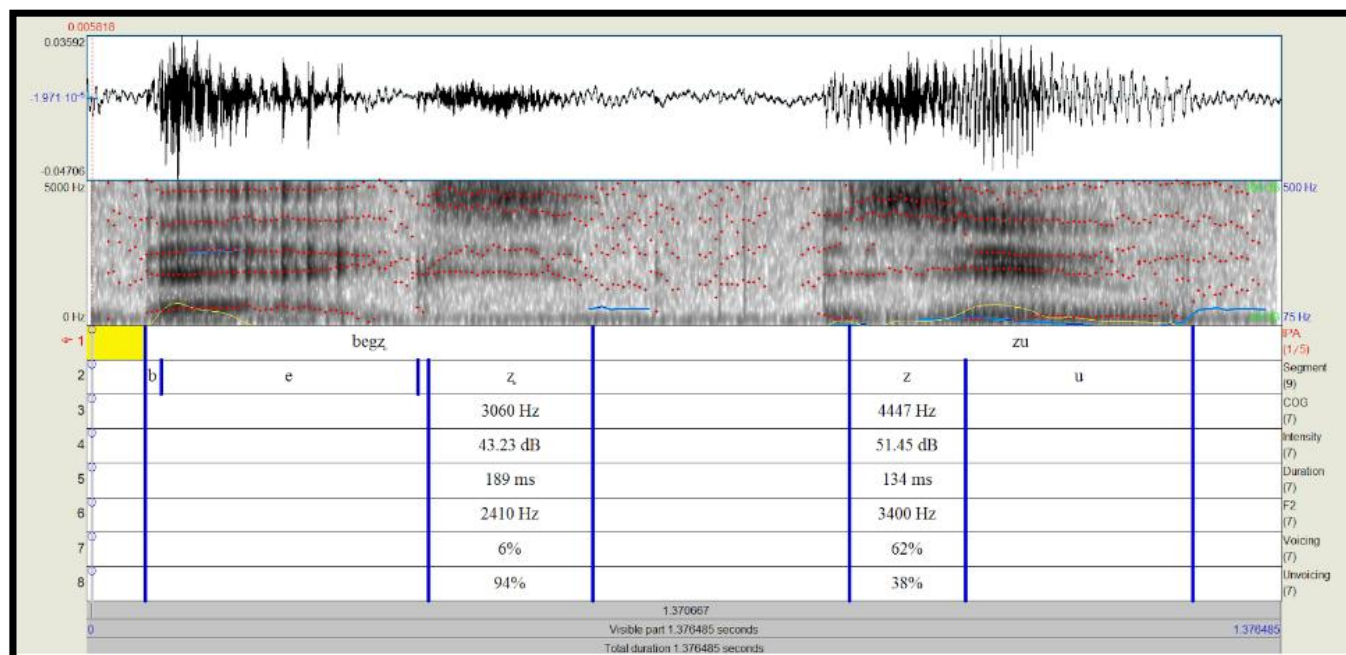 0.005818
0.03592
-1.971·10⁻⁵
-0.04706
5000 Hz
500 Hz
0 Hz
75 Hz
1 begz̥ zu IPA (1/5)
2 b e z̥ z u Segment (9)
3 3060 Hz 4447 Hz COG (7)
4 43.23 dB 51.45 dB Intensity (7)
5 189 ms 134 ms Duration (7)
6 2410 Hz 3400 Hz F2 (7)
7 6% 62% Voicing (7)
8 94% 38% Unvoicing (7)
1.370667
0 Visible part 1.376485 seconds 1.376485
Total duration 1.376485 seconds